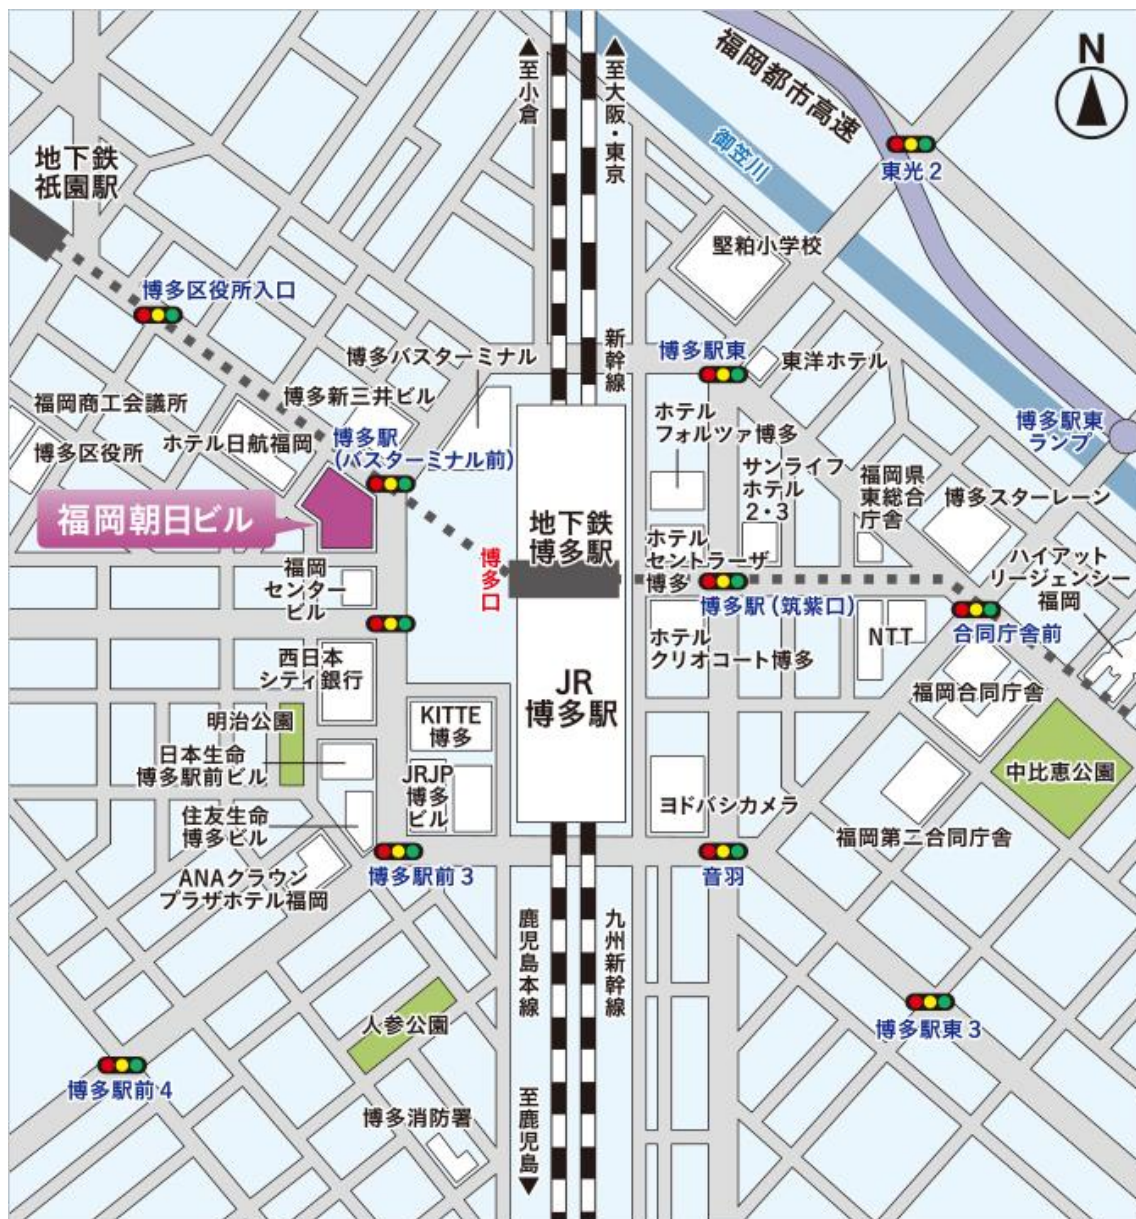 N
▲至小倉
▲至大阪・東京
福岡都市高速
御笠川
東光2
地下鉄
祇園駅
堅粕小学校
博多区役所入口
新幹線
博多駅東
東洋ホテル
博多バスターミナル
博多新三井ビル
福岡商工会議所
博多区役所
ホテル日航福岡
博多駅
(バスターミナル前)
ホテル
フォルツァ博多
博多駅東
ランプ
サンライフ
ホテル
2・3
福岡県
東総合
庁舎
博多スターレーン
福岡朝日ビル
地下鉄
博多駅
博多口
ホテル
セントラーザ
博多
ハイアット
リージェンシー
福岡
福岡
センター
ビル
博多駅(筑紫口)
合同庁舎前
NTT
ホテル
クリオコート博多
西日本
シティ銀行
JR
博多駅
福岡合同庁舎
明治公園
KITTE
博多
日本生命
博多駅前ビル
JRJP
博多
ビル
中比恵公園
ヨドバシカメラ
住友生命
博多ビル
福岡第二合同庁舎
ANAクラウン
プラザホテル福岡
博多駅前3
音羽
鹿児島本線
九州新幹線
人参公園
博多駅東3
博多駅前4
博多消防署
至鹿児島▼